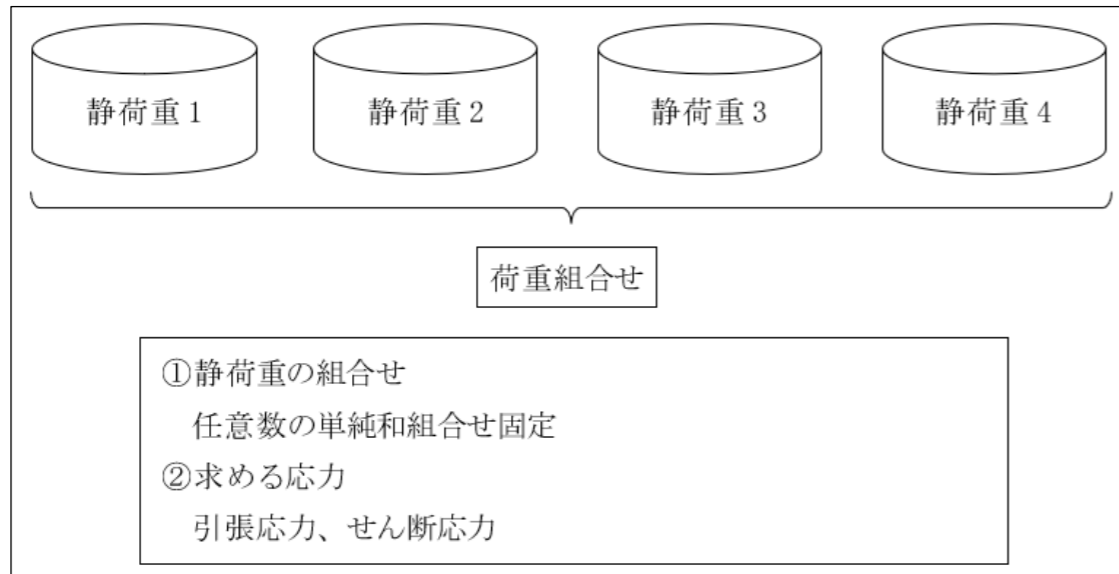 静荷重1
静荷重2
静荷重3
静荷重4
荷重組合せ
①静荷重の組合せ
任意数の単純和組合せ固定
②求める応力
引張応力、せん断応力